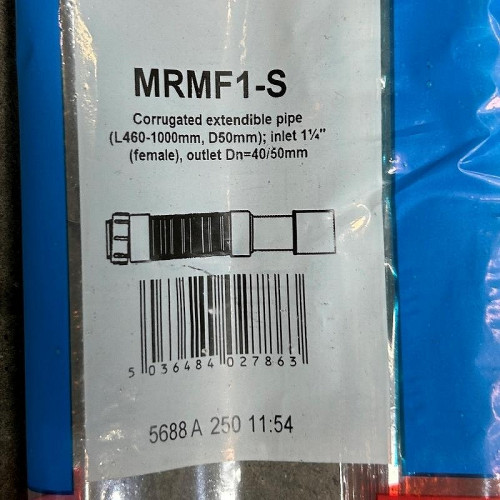 MRMF1-S
Corrugated extendible pipe
(L460-1000mm, D50mm); inlet 1¼"
(female), outlet Dn=40/50mm
5 036484 027863
5688 A 250 11:54